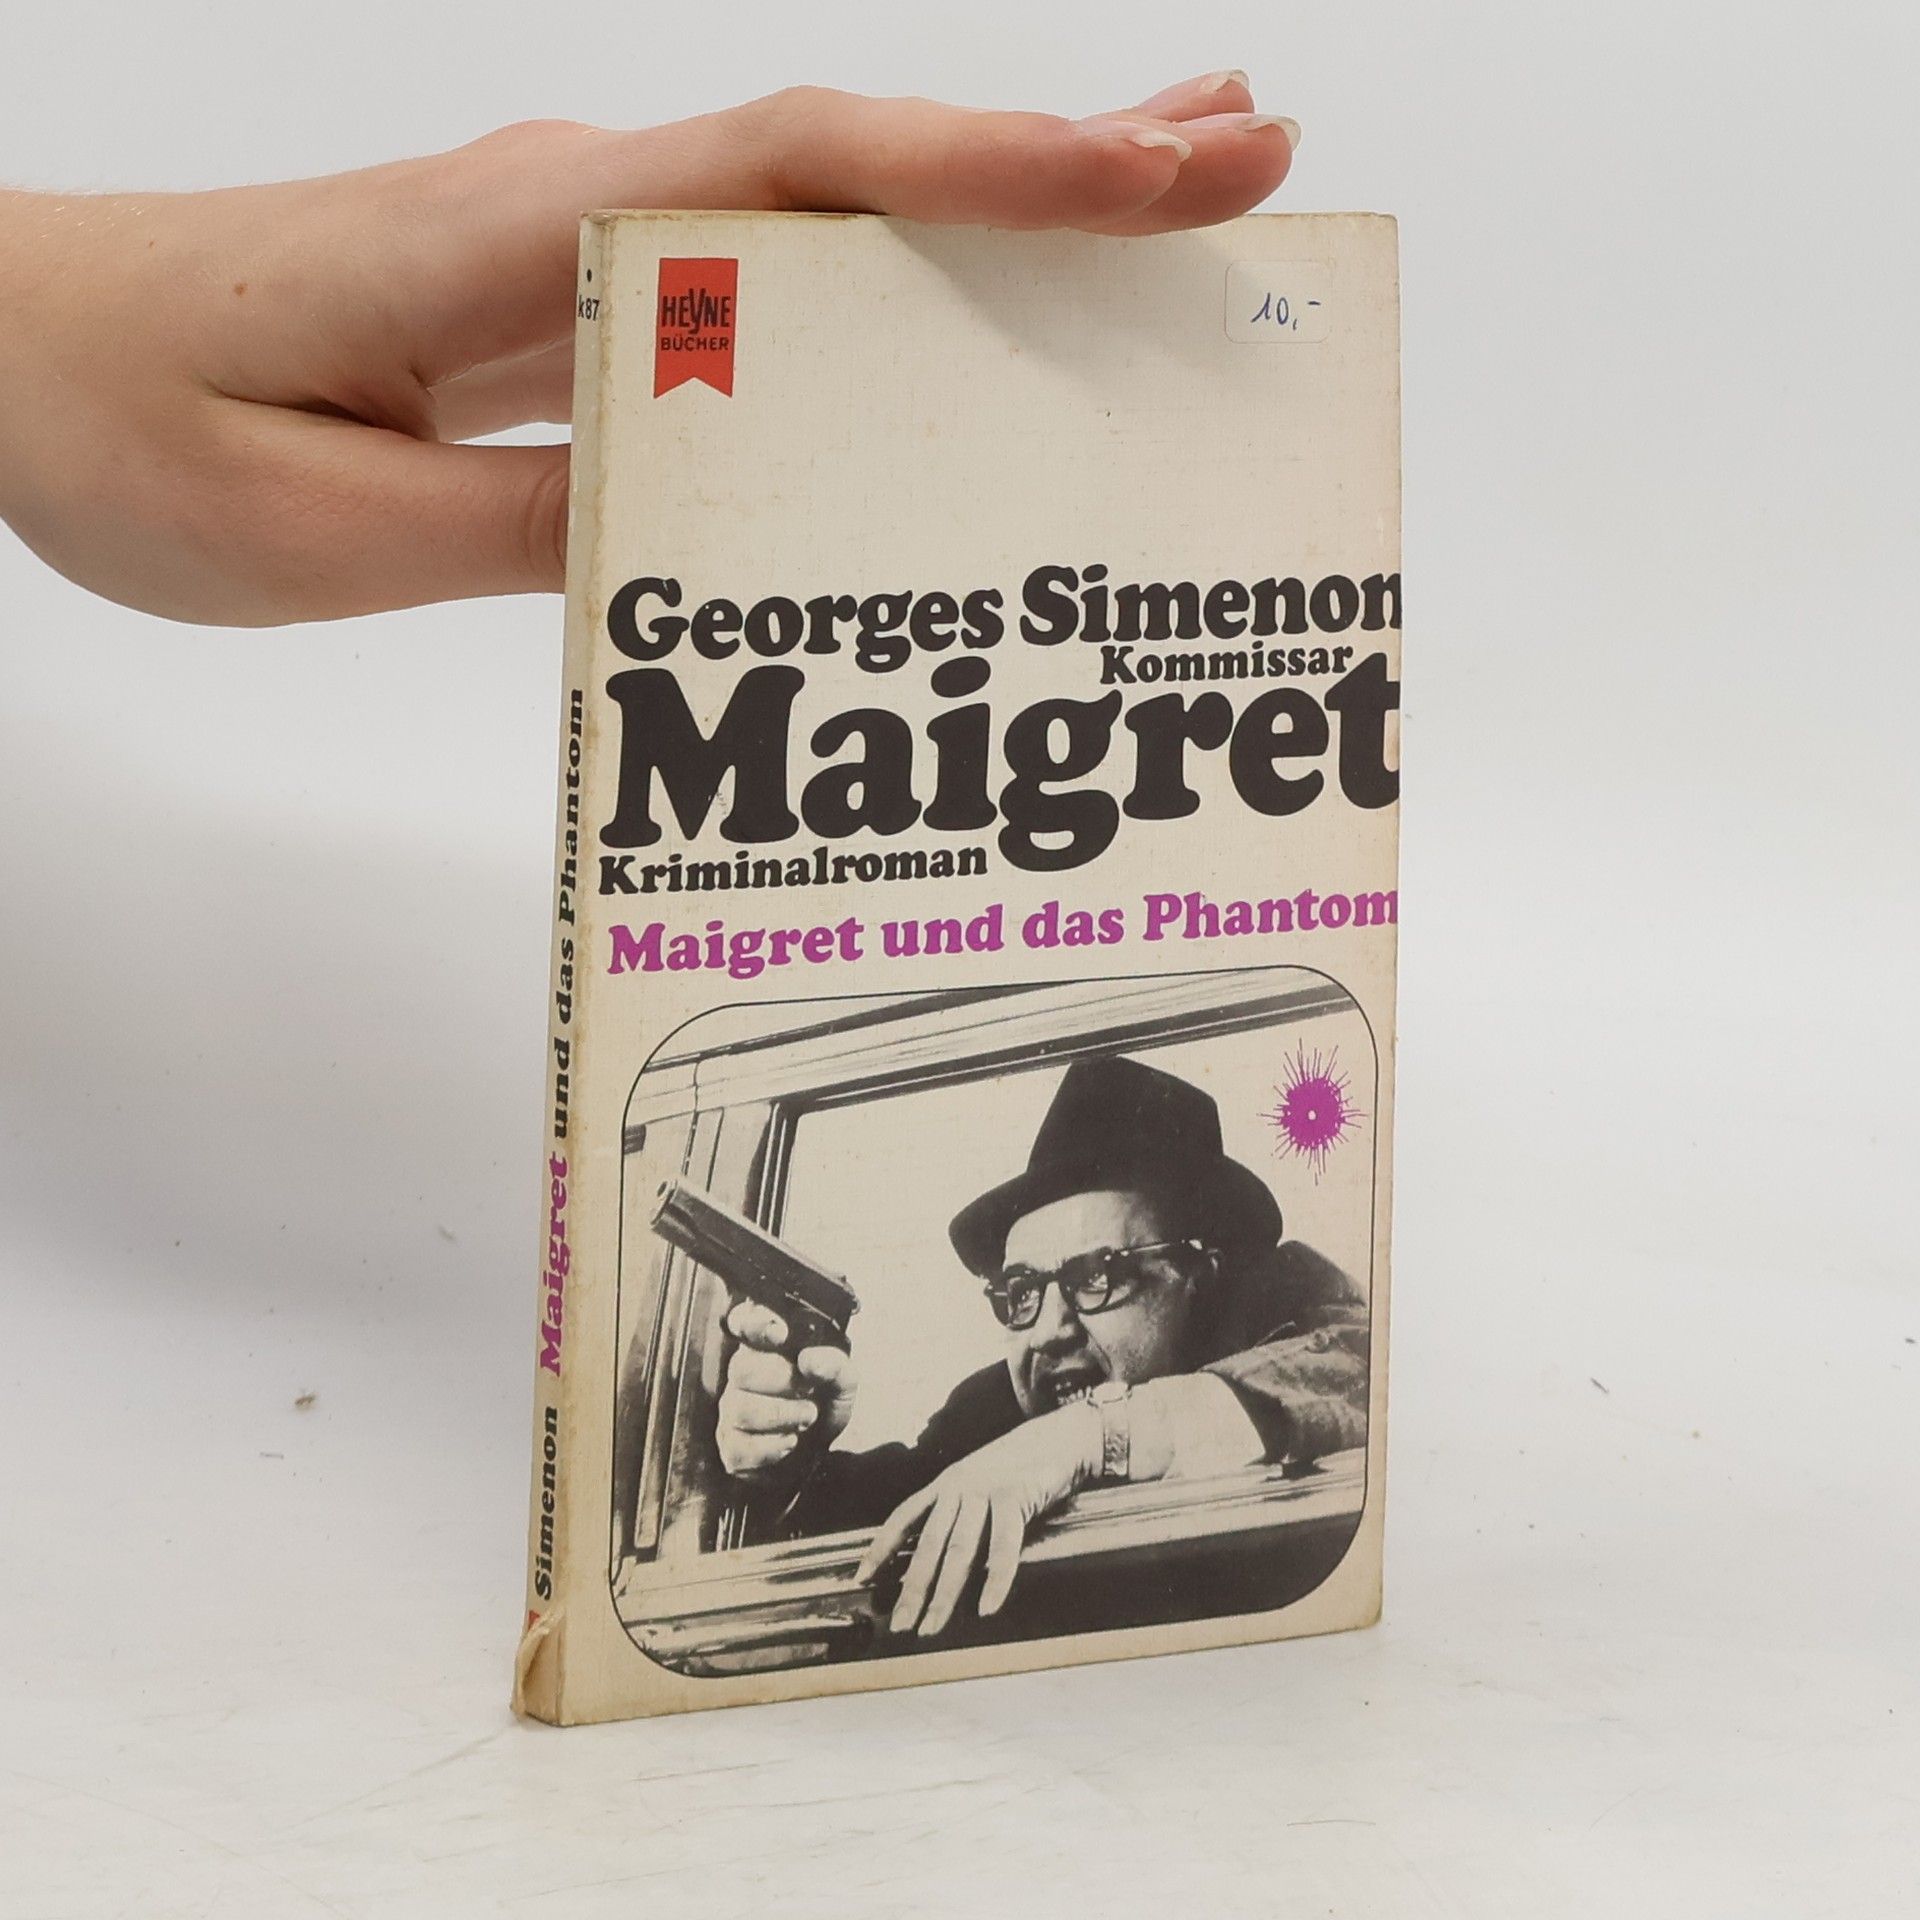 HEYNE
BÜCHER
10,-
Georges Simenon
Kommissar
Maigret
Kriminalroman
Maigret und das Phantom
k87
Simenon Maigret und das Phantom